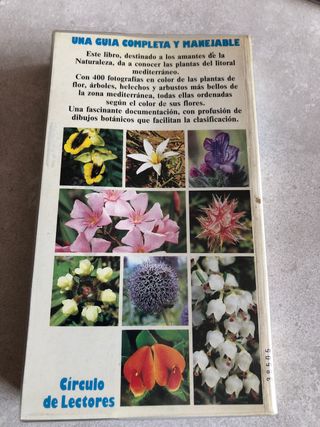 UNA GUIA COMPLETA Y MANEJABLE
Este libro, destinado a los amantes de la
Naturaleza, da a conocer las plantas del litoral
mediterráneo.
Con 400 fotografías en color de las plantas de
flor, árboles, helechos y arbustos más bellos de
la zona mediterránea, todas ellas ordenadas
según el color de sus flores.
Una fascinante documentación, con profusión de
dibujos botánicos que facilitan la clasificación.
Círculo
de Lectores
38505